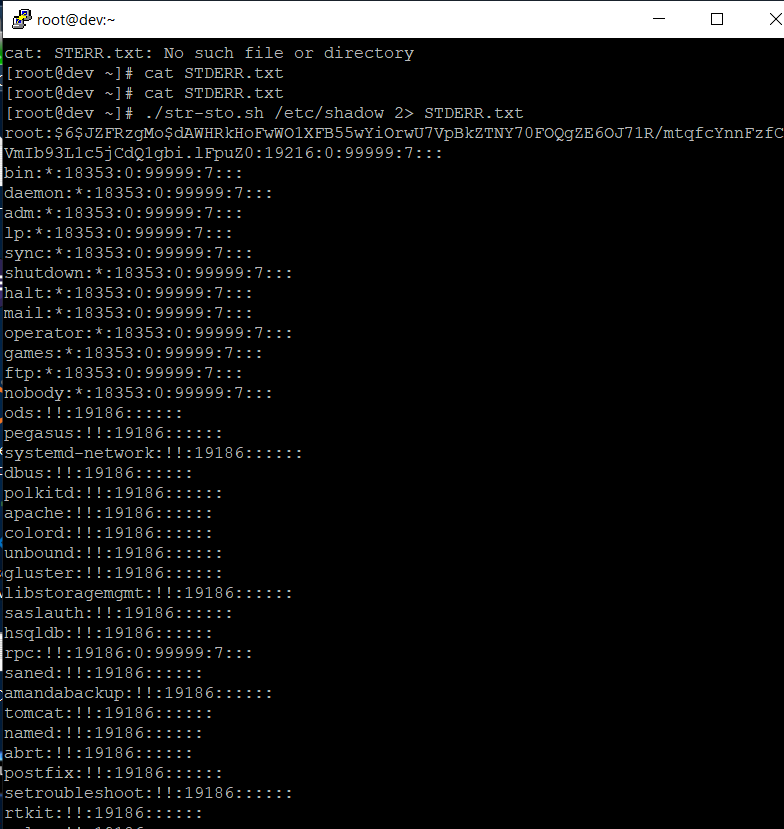 root@dev:~
cat: STERR.txt: No such file or directory
[root@dev ~]# cat STDERR.txt
[root@dev ~]# cat STDERR.txt
[root@dev ~]# ./str-sto.sh /etc/shadow 2> STDERR.txt
root:$6$JZFRzgMo$dAWHRkHoFwWO1XFB55wYiOrwU7VpBkZTNY70FOQgZE6OJ71R/mtqfcYnnFzfC
VmIb93L1c5jCdQ1gbi.lFpuZ0:19216:0:99999:7:::
bin:*:18353:0:99999:7:::
daemon:*:18353:0:99999:7:::
adm:*:18353:0:99999:7:::
lp:*:18353:0:99999:7:::
sync:*:18353:0:99999:7:::
shutdown:*:18353:0:99999:7:::
halt:*:18353:0:99999:7:::
mail:*:18353:0:99999:7:::
operator:*:18353:0:99999:7:::
games:*:18353:0:99999:7:::
ftp:*:18353:0:99999:7:::
nobody:*:18353:0:99999:7:::
ods:!!:19186::::::
pegasus:!!:19186::::::
systemd-network:!!:19186::::::
dbus:!!:19186::::::
polkitd:!!:19186::::::
apache:!!:19186::::::
colord:!!:19186::::::
unbound:!!:19186::::::
gluster:!!:19186::::::
libstoragemgmt:!!:19186::::::
saslauth:!!:19186::::::
hsqldb:!!:19186::::::
rpc:!!:19186:0:99999:7:::
saned:!!:19186::::::
amandabackup:!!:19186::::::
tomcat:!!:19186::::::
named:!!:19186::::::
abrt:!!:19186::::::
postfix:!!:19186::::::
setroubleshoot:!!:19186::::::
rtkit:!!:19186::::::